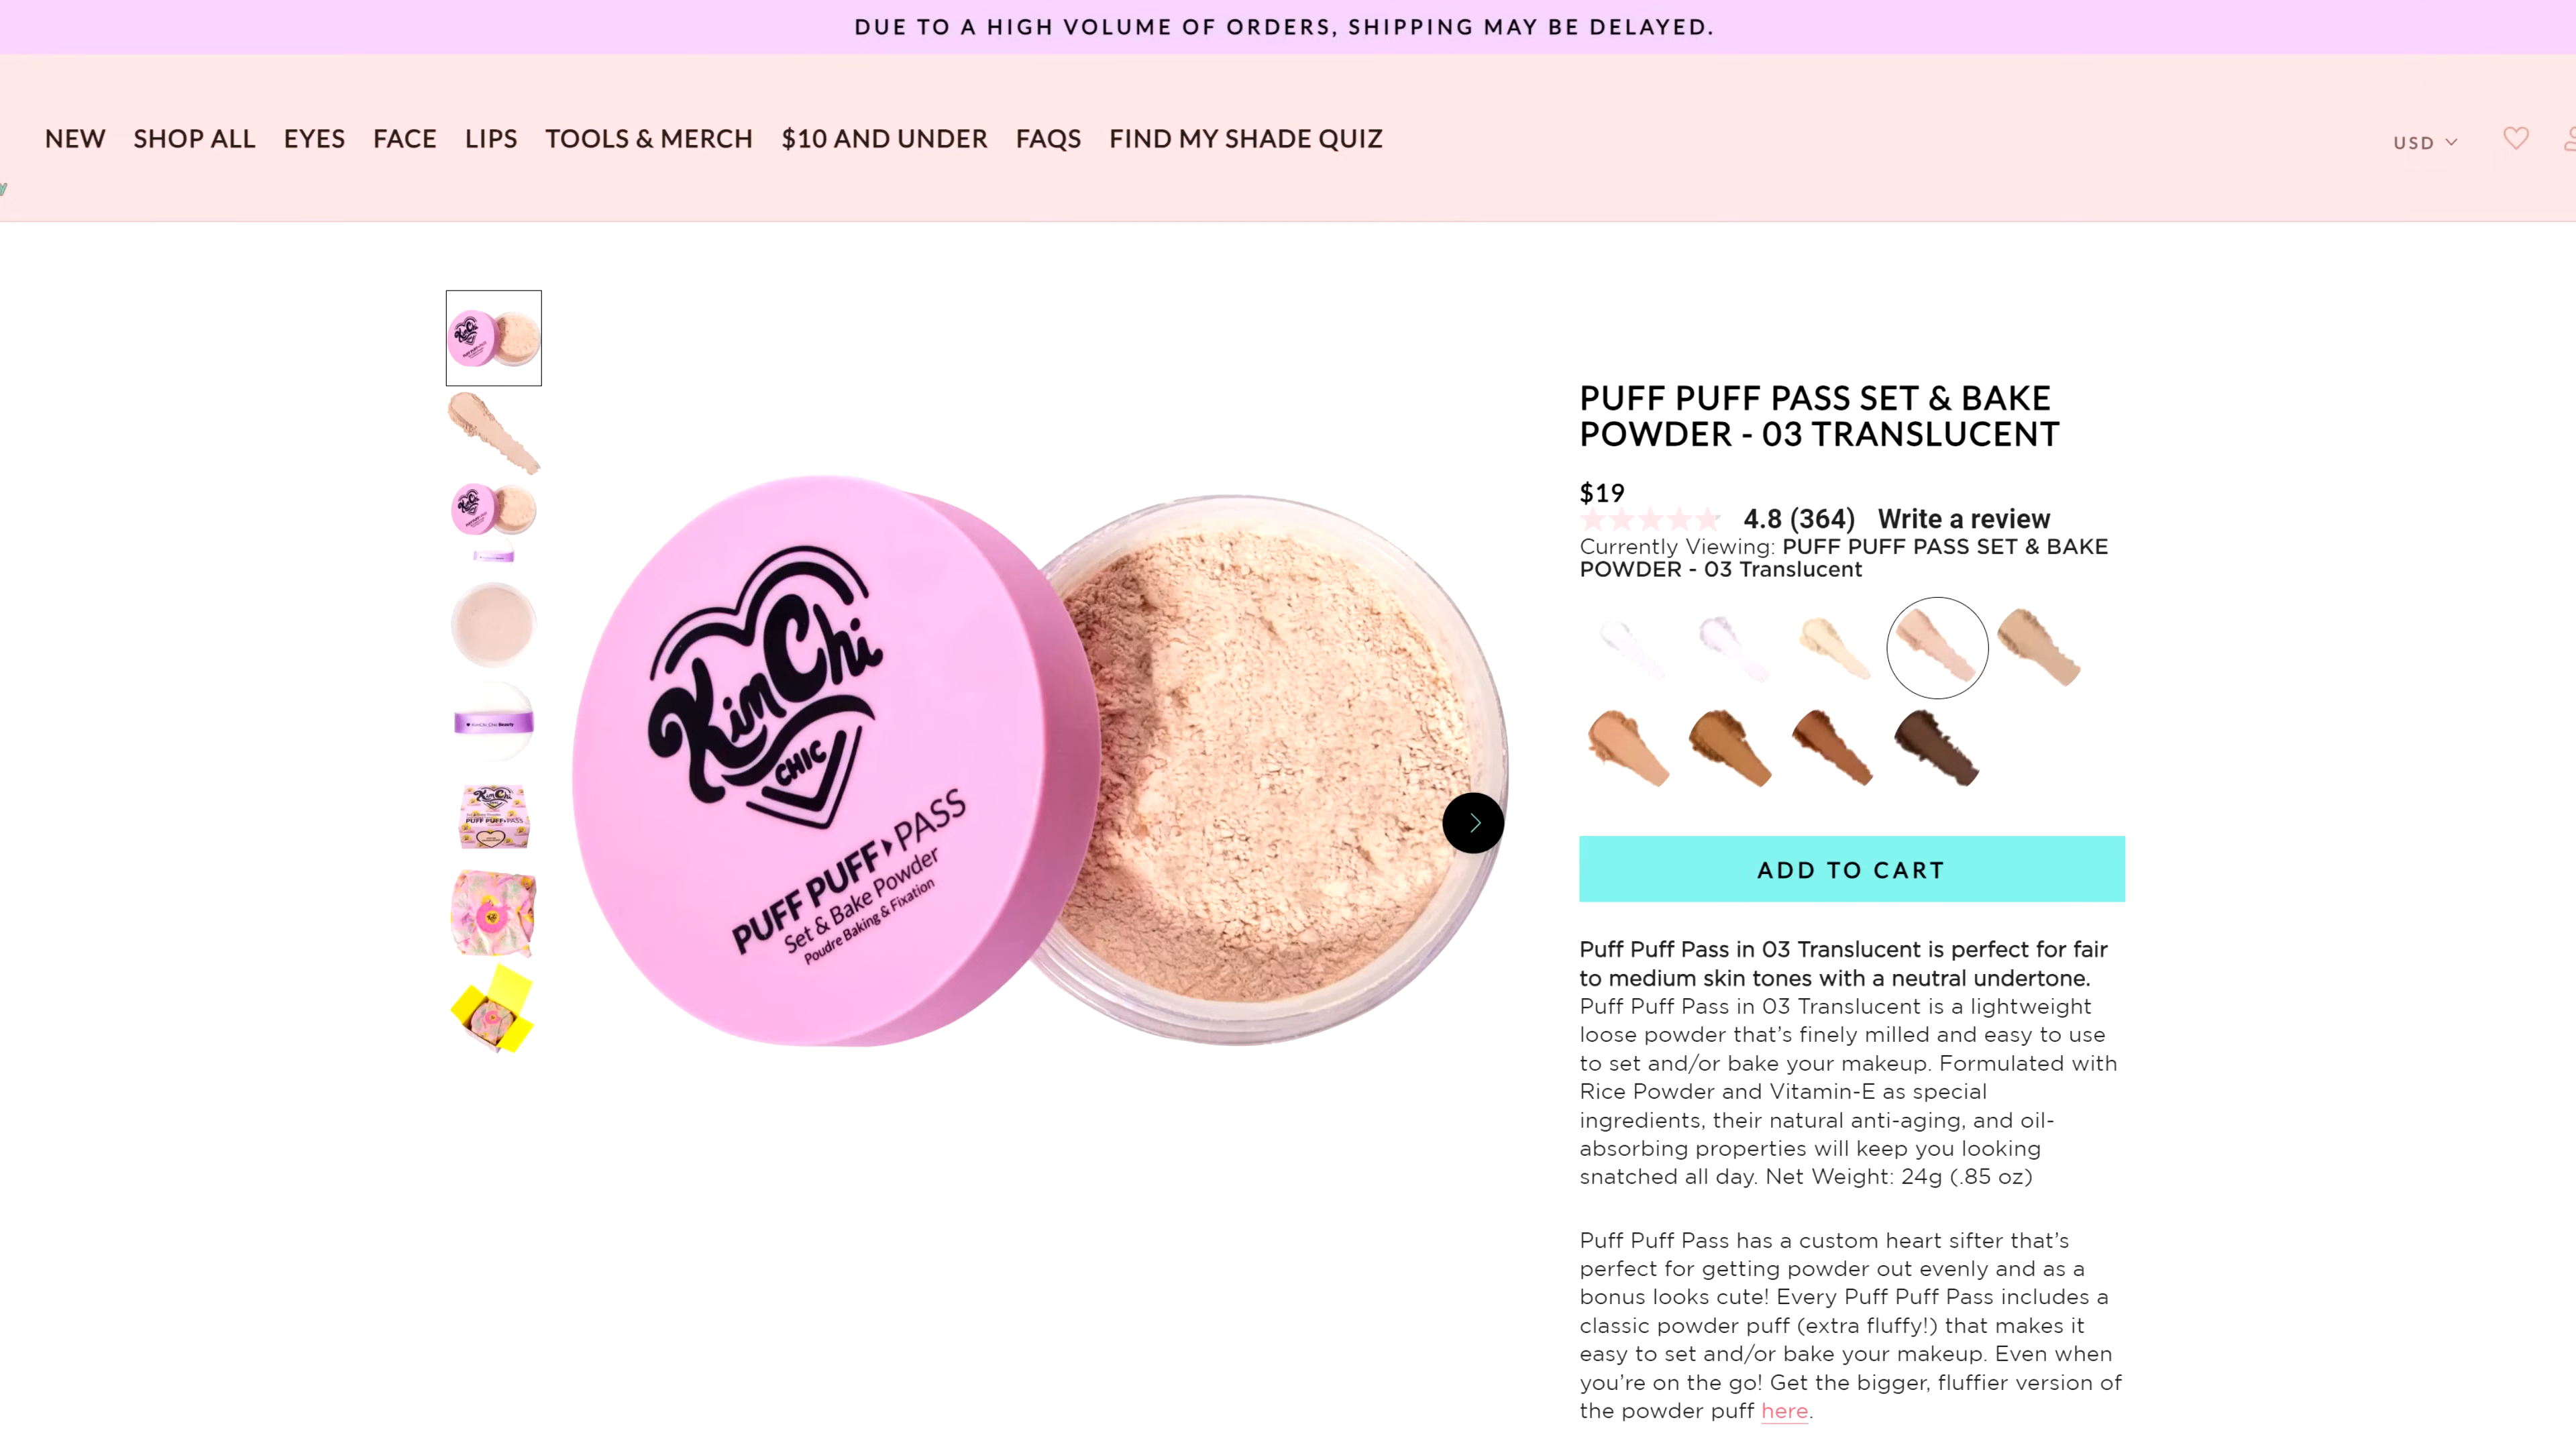 DUE TO A HIGH VOLUME OF ORDERS, SHIPPING MAY BE DELAYED.
NEW SHOP ALL EYES FACE LIPS TOOLS & MERCH $10 AND UNDER FAQS FIND MY SHADE QUIZ
USD
KimChi
CHIC
PUFF PUFF PASS
Set & Bake Powder
Poudre Baking & Fixation
PUFF PUFF PASS SET & BAKE
POWDER - 03 TRANSLUCENT
$19
4.8 (364) Write a review
Currently Viewing: PUFF PUFF PASS SET & BAKE
POWDER - 03 Translucent
ADD TO CART
Puff Puff Pass in 03 Translucent is perfect for fair
to medium skin tones with a neutral undertone.
Puff Puff Pass in 03 Translucent is a lightweight
loose powder that’s finely milled and easy to use
to set and/or bake your makeup. Formulated with
Rice Powder and Vitamin-E as special
ingredients, their natural anti-aging, and oil-
absorbing properties will keep you looking
snatched all day. Net Weight: 24g (.85 oz)
Puff Puff Pass has a custom heart sifter that’s
perfect for getting powder out evenly and as a
bonus looks cute! Every Puff Puff Pass includes a
classic powder puff (extra fluffy!) that makes it
easy to set and/or bake your makeup. Even when
you’re on the go! Get the bigger, fluffier version of
the powder puff here.